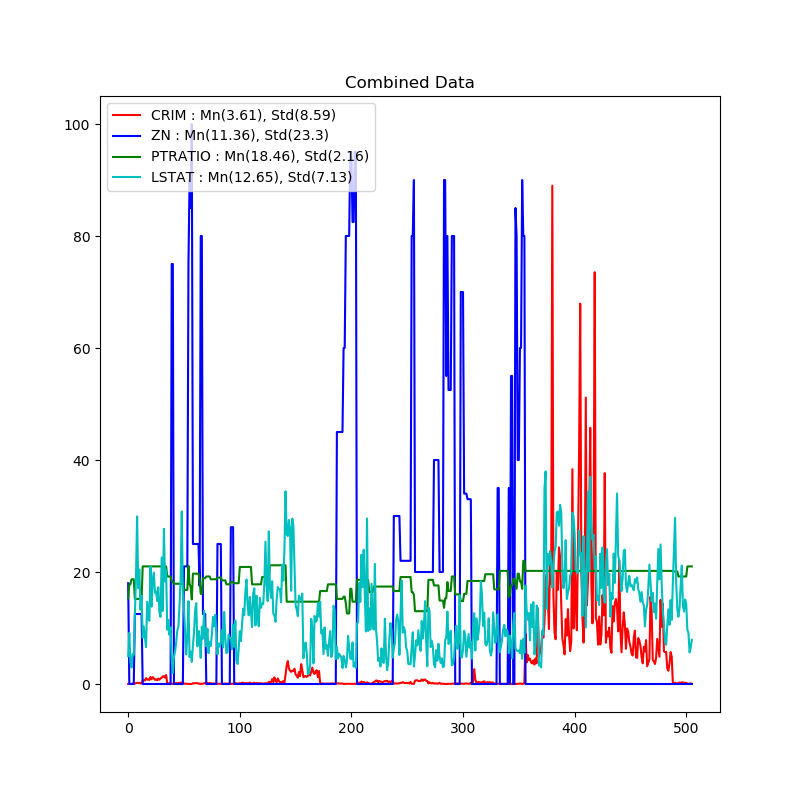 Combined Data
CRIM : Mn(3.61), Std(8.59)
ZN : Mn(11.36), Std(23.3)
PTRATIO : Mn(18.46), Std(2.16)
LSTAT : Mn(12.65), Std(7.13)
100
80
60
40
20
0
0 100 200 300 400 500